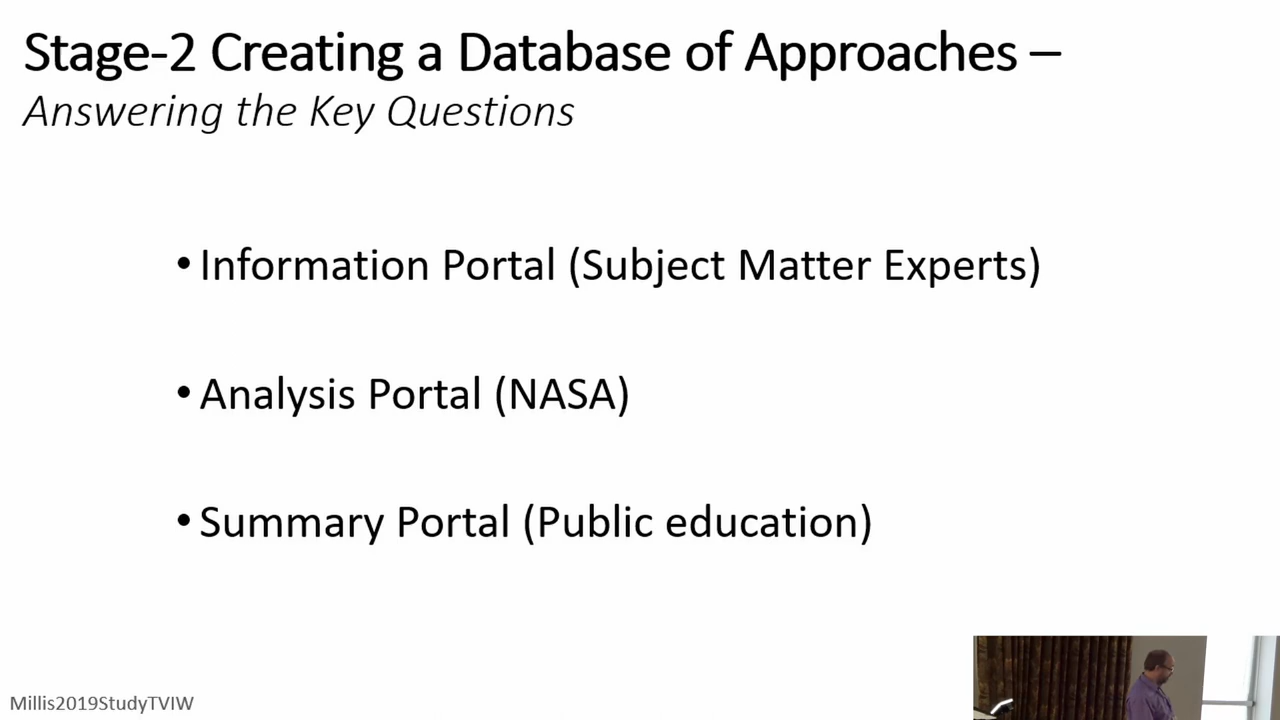 Stage-2 Creating a Database of Approaches –
Answering the Key Questions
• Information Portal (Subject Matter Experts)
• Analysis Portal (NASA)
• Summary Portal (Public education)
Millis2019StudyTVIW